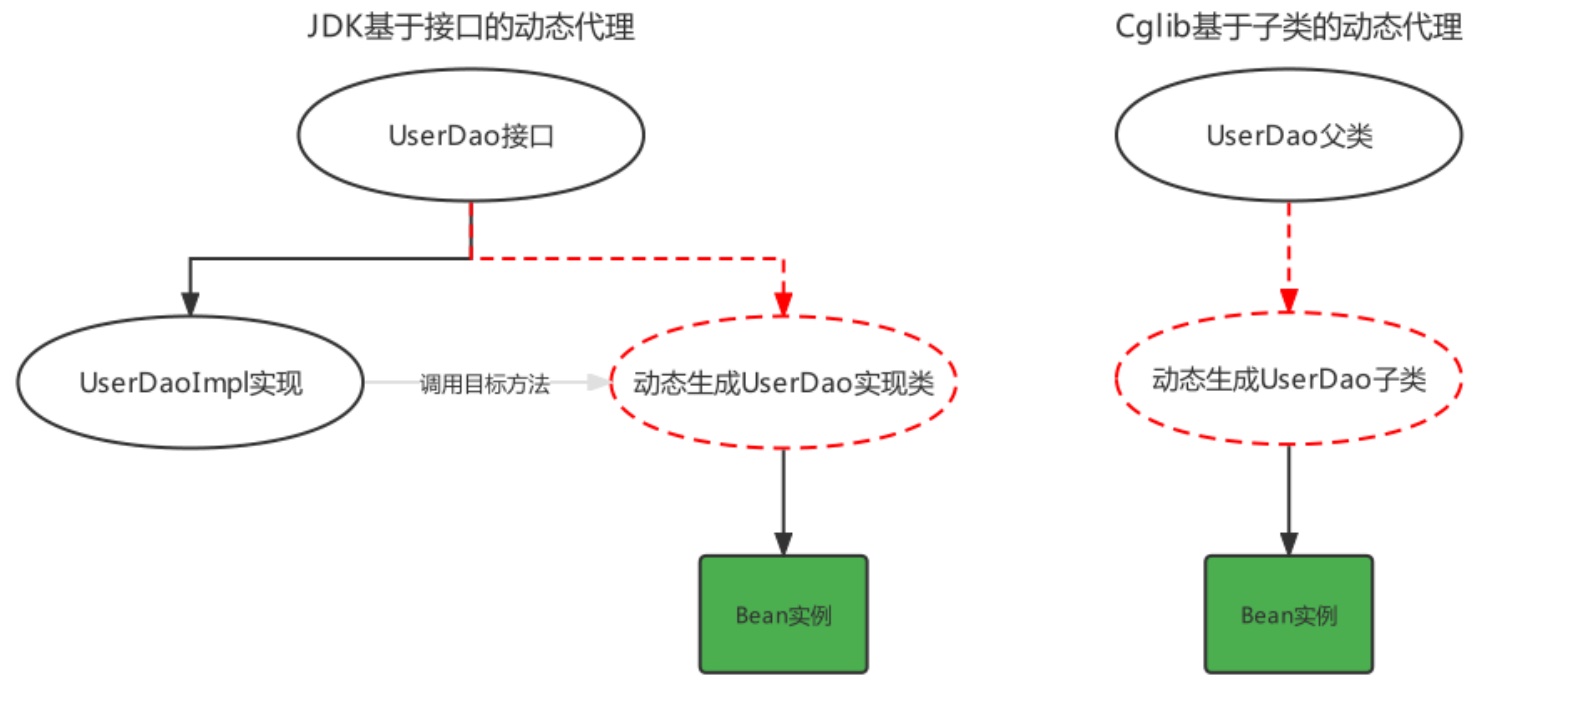 JDK基于接口的动态代理
UserDao接口
UserDaoImpl实现
调用目标方法
动态生成UserDao实现类
Bean实例
Cglib基于子类的动态代理
UserDao父类
动态生成UserDao子类
Bean实例